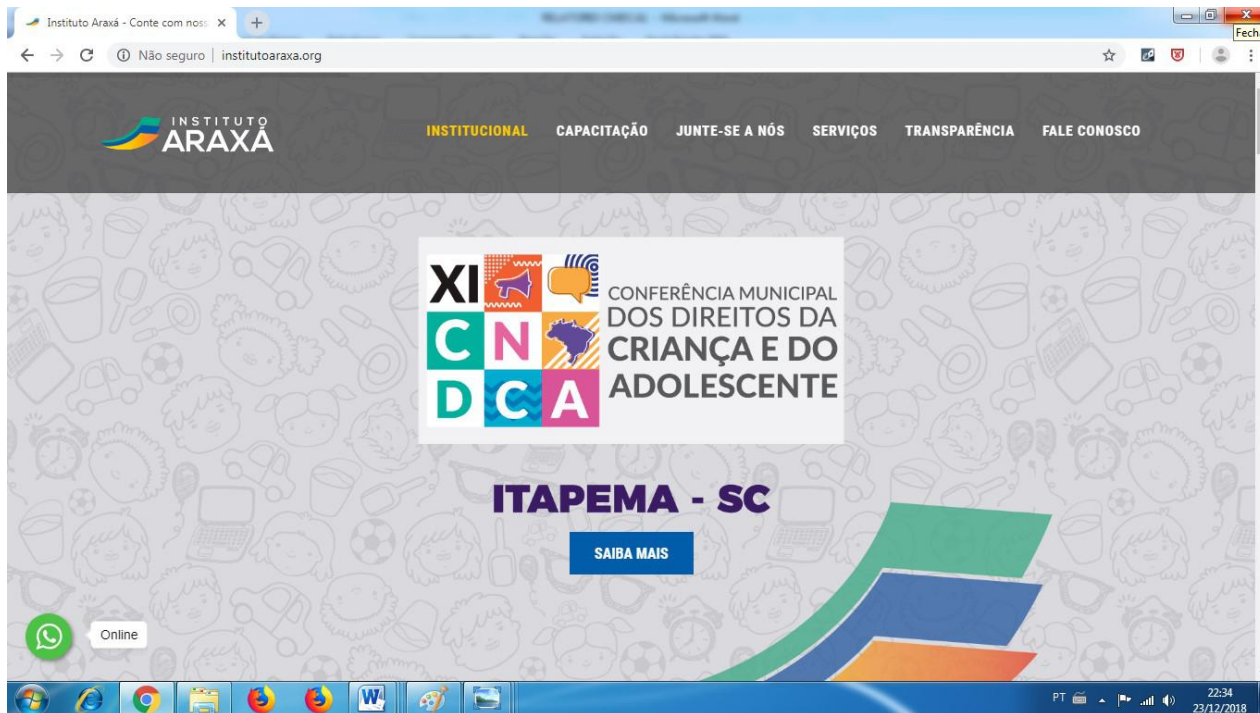 Instituto Araxá - Conte com noss
Fech
Não seguro | institutoaraxa.org
INSTITUTO
ARAXÁ
INSTITUCIONAL CAPACITAÇÃO JUNTE-SE A NÓS SERVIÇOS TRANSPARÊNCIA FALE CONOSCO
XI
CN
DCA
CONFERÊNCIA MUNICIPAL
DOS DIREITOS DA
CRIANÇA E DO
ADOLESCENTE
ITAPEMA - SC
SAIBA MAIS
Online
PT
22:34
23/12/2018